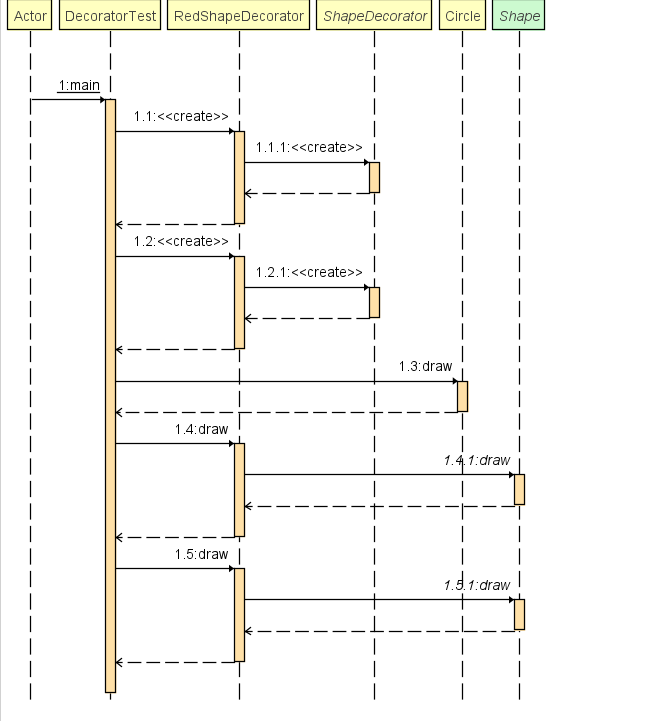 Actor DecoratorTest RedShapeDecorator ShapeDecorator Circle Shape
1:main
1.1:<<create>>
1.1.1:<<create>>
1.2:<<create>>
1.2.1:<<create>>
1.3:draw
1.4:draw
1.4.1:draw
1.5:draw
1.5.1:draw